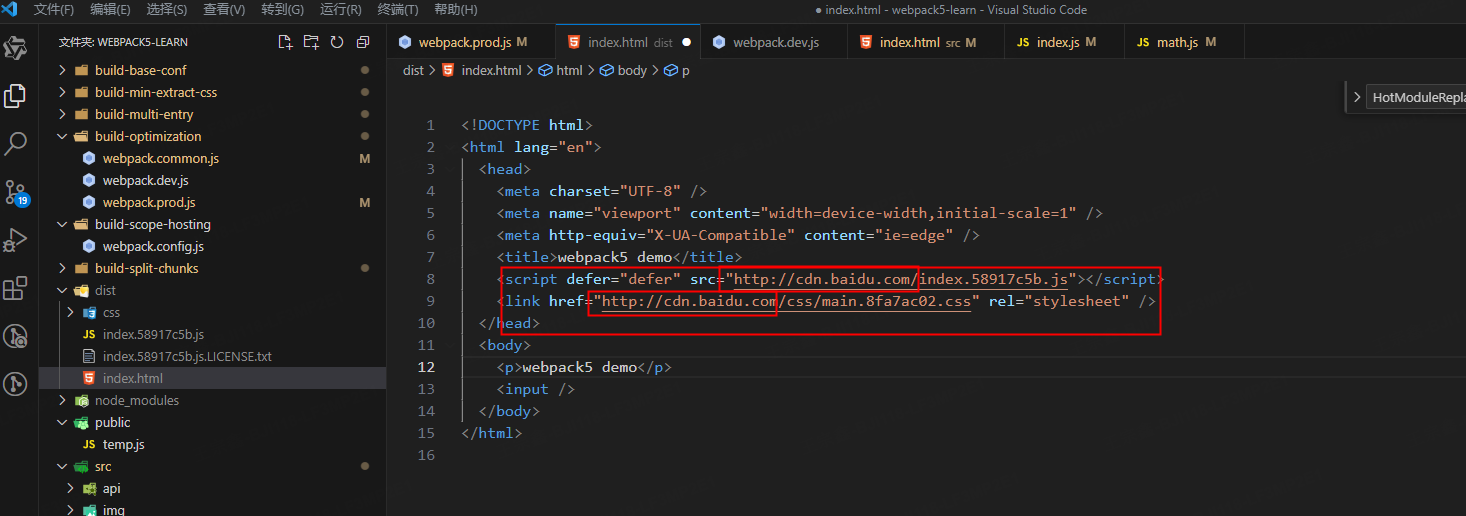 文件(F) 编辑(E) 选择(S) 查看(V) 转到(G) 运行(R) 终端(T) 帮助(H) ● index.html - webpack5-learn - Visual Studio Code
文件夹: WEBPACK5-LEARN
build-base-conf
build-min-extract-css
build-multi-entry
build-optimization
webpack.common.js M
webpack.dev.js
webpack.prod.js M
build-scope-hosting
webpack.config.js
build-split-chunks
dist
css
JS index.58917c5b.js
index.58917c5b.js.LICENSE.txt
index.html
node_modules
public
JS temp.js
src
api
img
19
webpack.prod.js M index.html dist ● webpack.dev.js index.html src M JS index.js M JS math.js M
dist > index.html > html > body > p
HotModuleRepla
1 <!DOCTYPE html>
2 <html lang="en">
3 <head>
4 <meta charset="UTF-8" />
5 <meta name="viewport" content="width=device-width,initial-scale=1" />
6 <meta http-equiv="X-UA-Compatible" content="ie=edge" />
7 <title>webpack5 demo</title>
8 <script defer="defer" src="http://cdn.baidu.com/index.58917c5b.js"></script>
9 <link href="http://cdn.baidu.com/css/main.8fa7ac02.css" rel="stylesheet" />
10 </head>
11 <body>
12 <p>webpack5 demo</p>
13 <input />
14 </body>
15 </html>
16